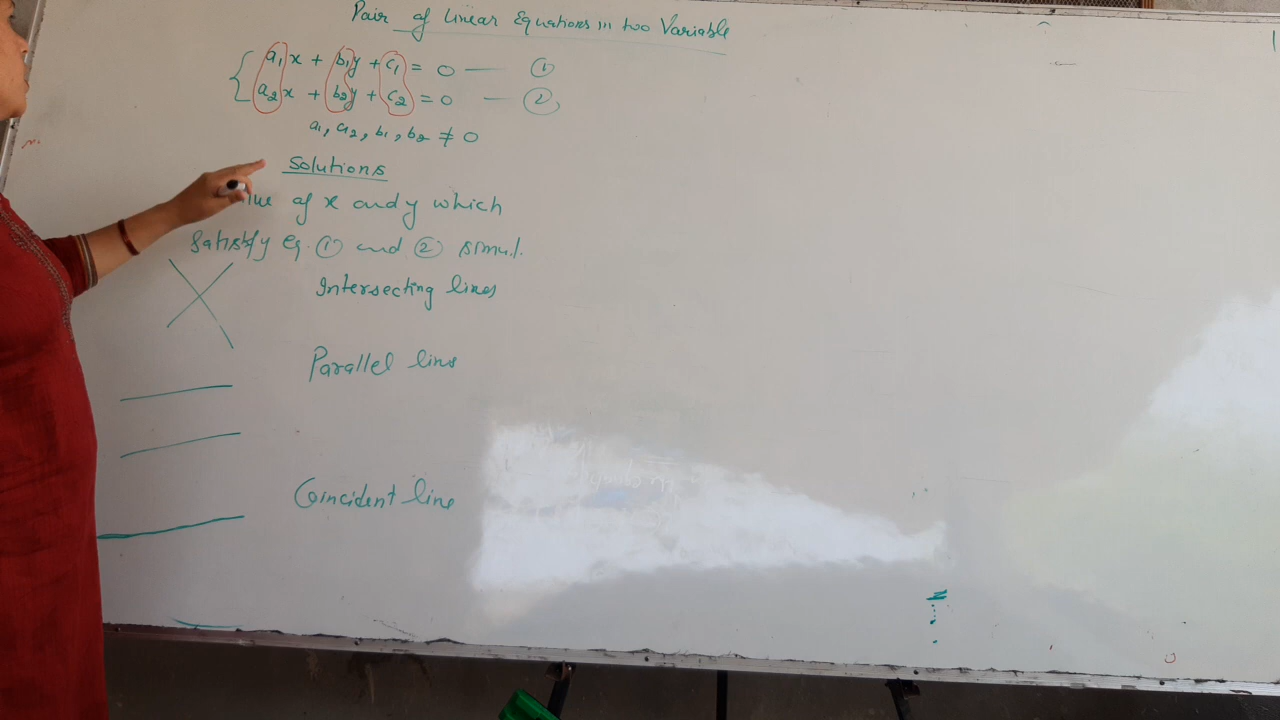 Pair of Linear Equations in two Variable
a₁x + b₁y + c₁ = 0 — ①
a₂x + b₂y + c₂ = 0 — ②
a₁, a₂, b₁, b₂ ≠ 0
Solutions
of x and y which
Satisfy eq. ① and ② simul.
Intersecting lines
Parallel line
Coincident line